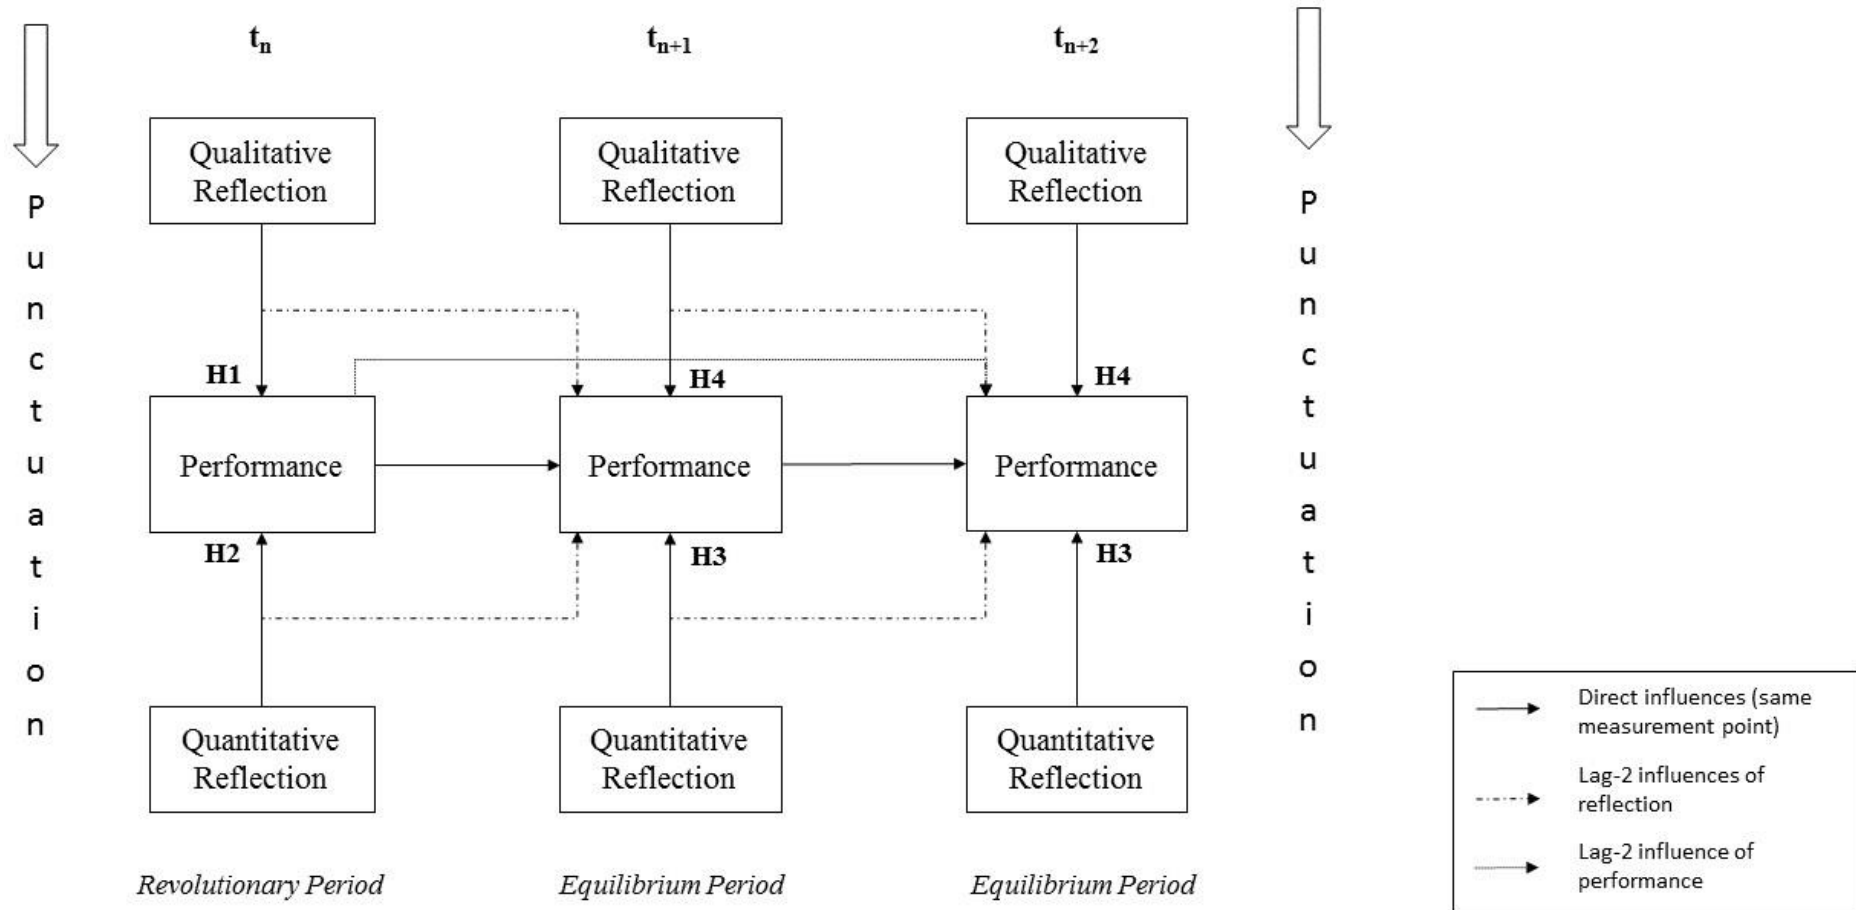 tn
tn+1
tn+2
Qualitative
Reflection
Qualitative
Reflection
Qualitative
Reflection
P
u
n
c
t
u
a
t
i
o
n
P
u
n
c
t
u
a
t
i
o
n
H1
H4
H4
Performance
Performance
Performance
H2
H3
H3
Quantitative
Reflection
Quantitative
Reflection
Quantitative
Reflection
Revolutionary Period
Equilibrium Period
Equilibrium Period
Direct influences (same
measurement point)
Lag-2 influences of
reflection
Lag-2 influence of
performance